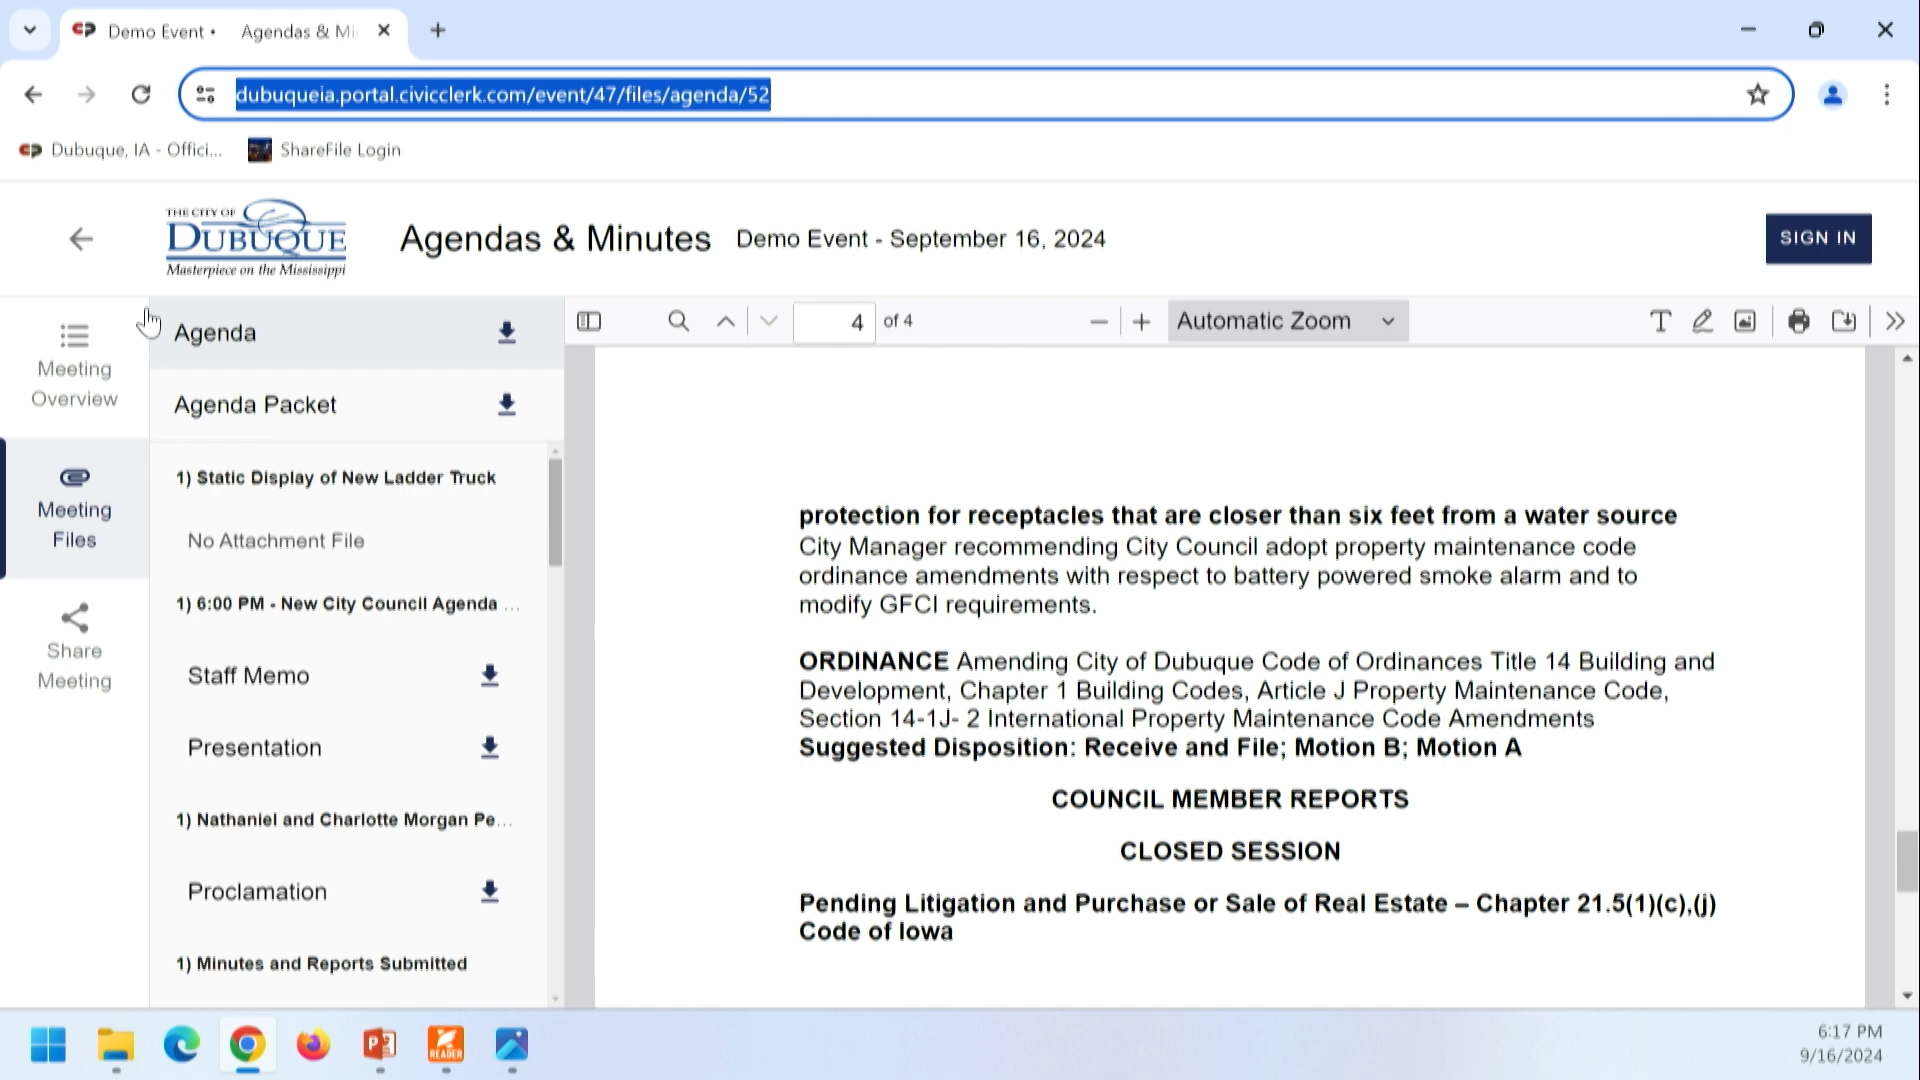 Demo Event • Agendas & Mi
dubuqueia.portal.civicclerk.com/event/47/files/agenda/52
Dubuque, IA - Offici...
ShareFile Login
THE CITY OF
DUBUQUE
Masterpiece on the Mississippi
Agendas & Minutes
Demo Event - September 16, 2024
SIGN IN
Meeting
Overview
Meeting
Files
Share
Meeting
Agenda
Agenda Packet
1) Static Display of New Ladder Truck
No Attachment File
1) 6:00 PM - New City Council Agenda ...
Staff Memo
Presentation
1) Nathaniel and Charlotte Morgan Pe...
Proclamation
1) Minutes and Reports Submitted
4 of 4
Automatic Zoom
protection for receptacles that are closer than six feet from a water source
City Manager recommending City Council adopt property maintenance code
ordinance amendments with respect to battery powered smoke alarm and to
modify GFCI requirements.
ORDINANCE Amending City of Dubuque Code of Ordinances Title 14 Building and
Development, Chapter 1 Building Codes, Article J Property Maintenance Code,
Section 14-1J- 2 International Property Maintenance Code Amendments
Suggested Disposition: Receive and File; Motion B; Motion A
COUNCIL MEMBER REPORTS
CLOSED SESSION
Pending Litigation and Purchase or Sale of Real Estate – Chapter 21.5(1)(c),(j)
Code of Iowa
READER
6:17 PM
9/16/2024